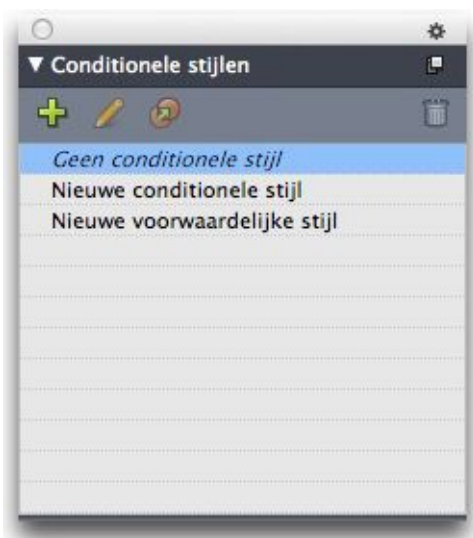 Conditionele stijlen
Geen conditionele stijl
Nieuwe conditionele stijl
Nieuwe voorwaardelijke stijl